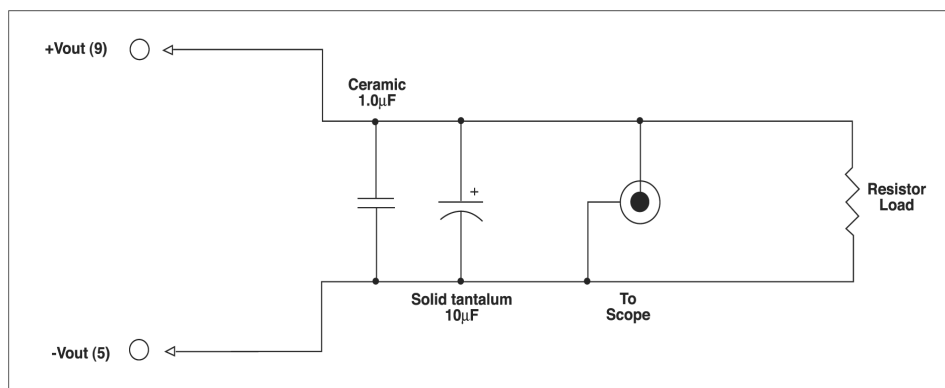 +Vout (9)
Ceramic
1.0μF
+
Resistor
Load
Solid tantalum
10μF
To
Scope
-Vout (5)